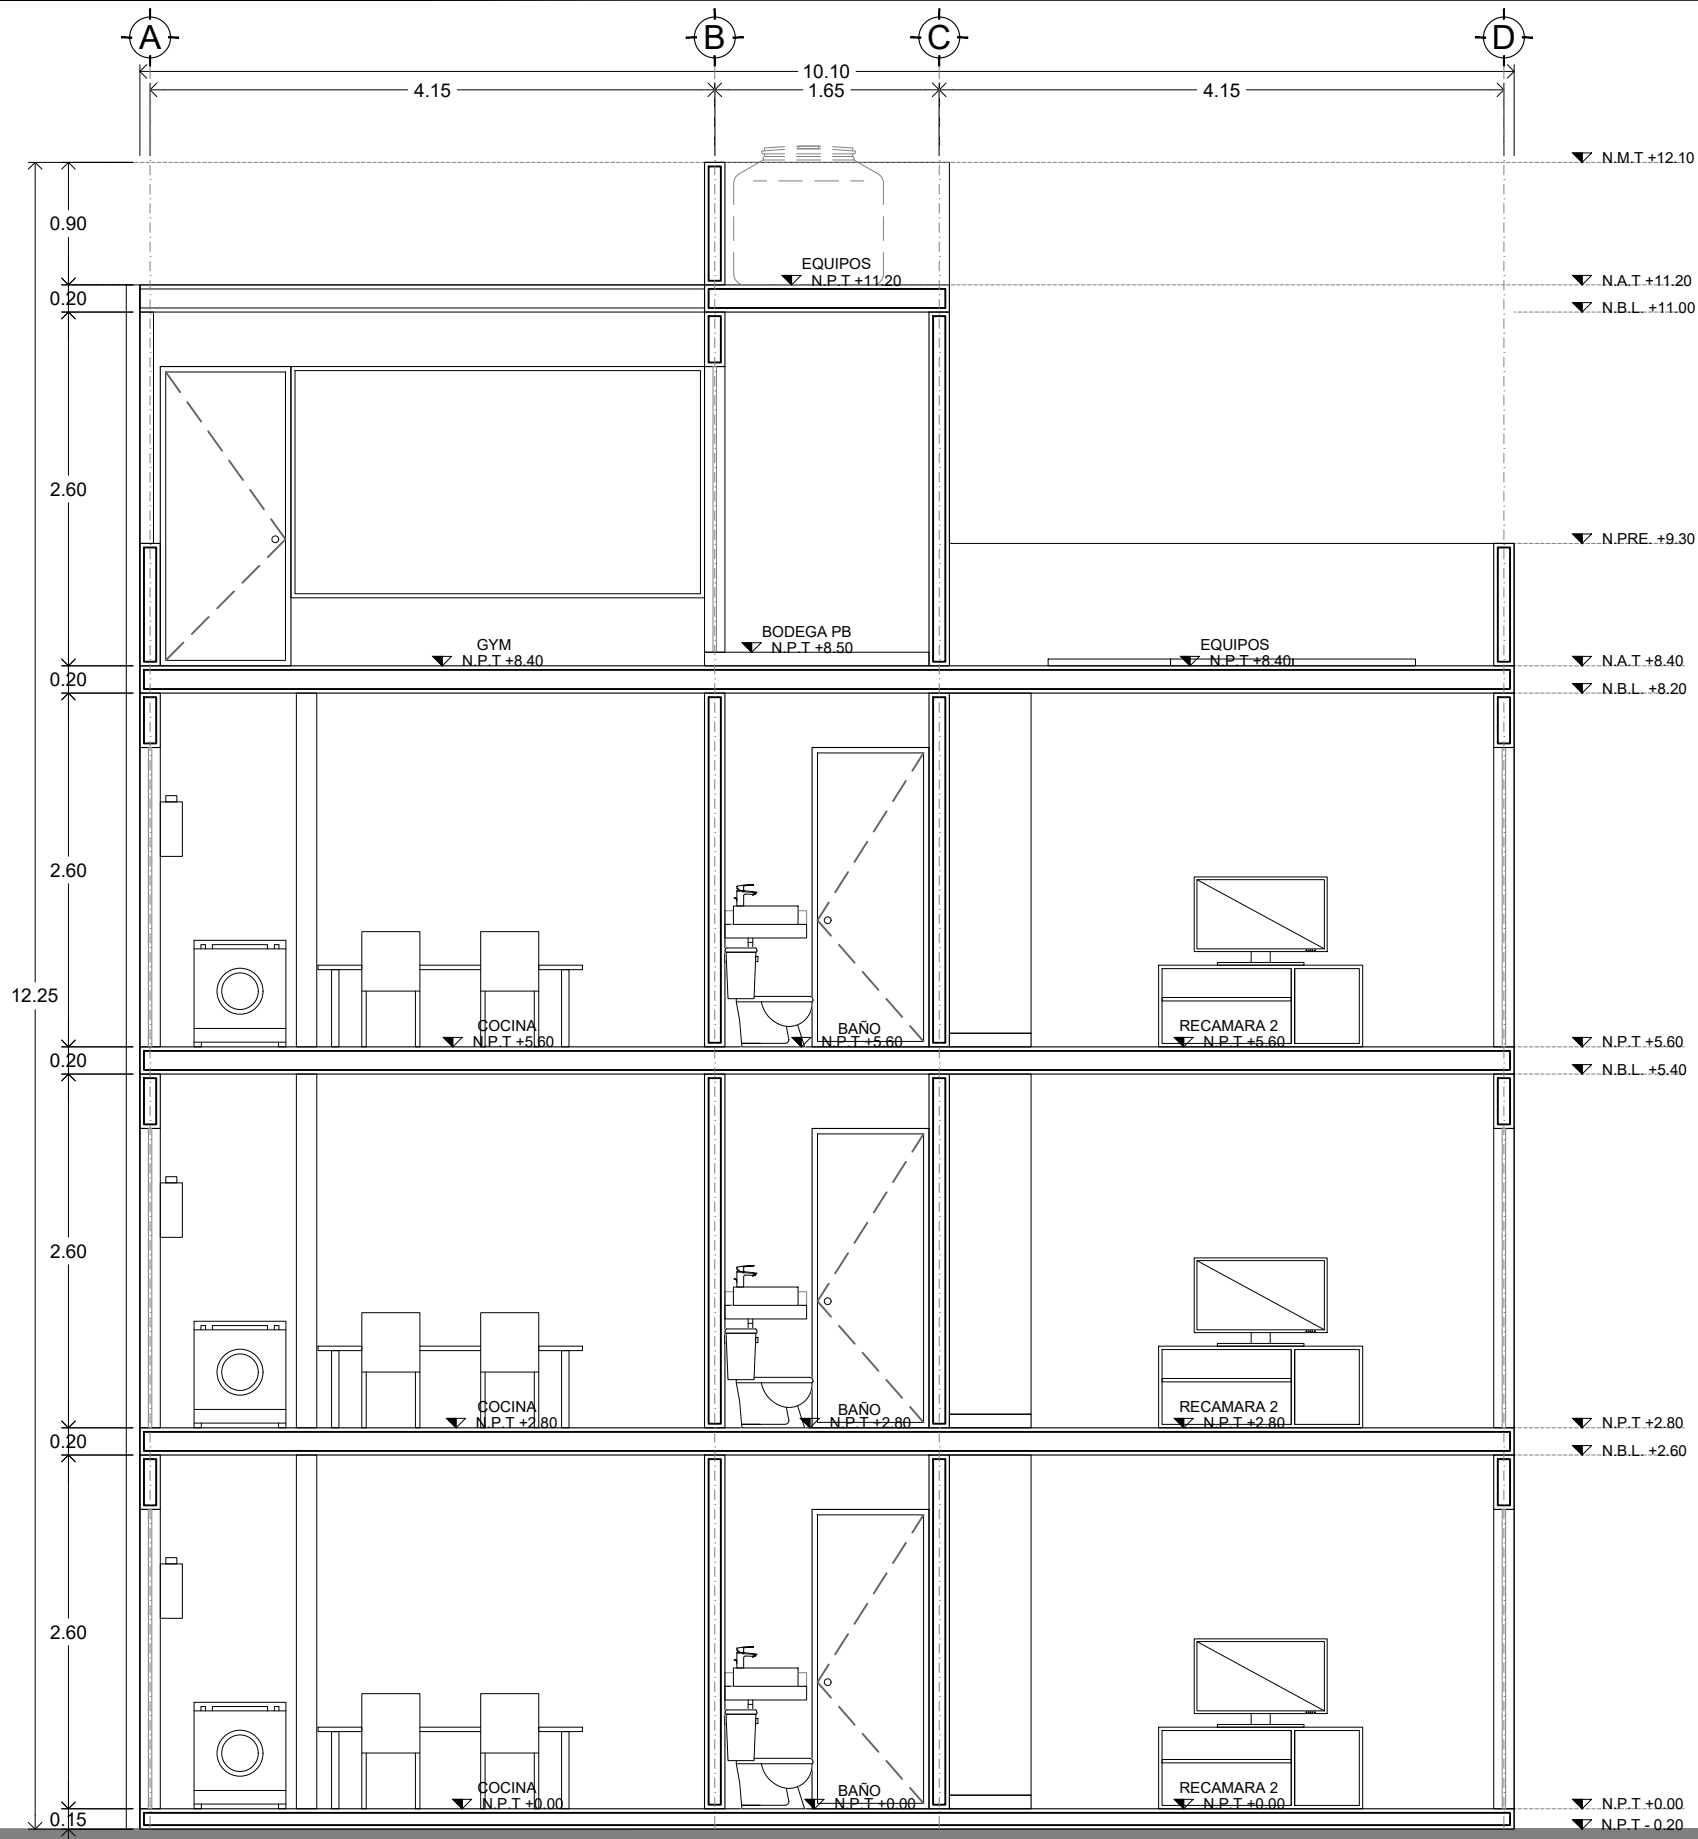 A B C D
10.10
4.15 1.65 4.15
N.M.T +12.10
0.90
EQUIPOS
N.P.T +11.20
N.A.T +11.20
0.20
N.B.L. +11.00
2.60
N.PRE. +9.30
GYM
N.P.T +8.40
BODEGA PB
N.P.T +8.50
EQUIPOS
N.P.T +8.40
N.A.T +8.40
0.20
N.B.L. +8.20
2.60
12.25
COCINA
N.P.T +5.60
BAÑO
N.P.T +5.60
RECAMARA 2
N.P.T +5.60
N.P.T +5.60
0.20
N.B.L. +5.40
2.60
COCINA
N.P.T +2.80
BAÑO
N.P.T +2.80
RECAMARA 2
N.P.T +2.80
N.P.T +2.80
0.20
N.B.L. +2.60
2.60
COCINA
N.P.T +0.00
BAÑO
N.P.T +0.00
RECAMARA 2
N.P.T +0.00
N.P.T +0.00
0.15
N.P.T - 0.20